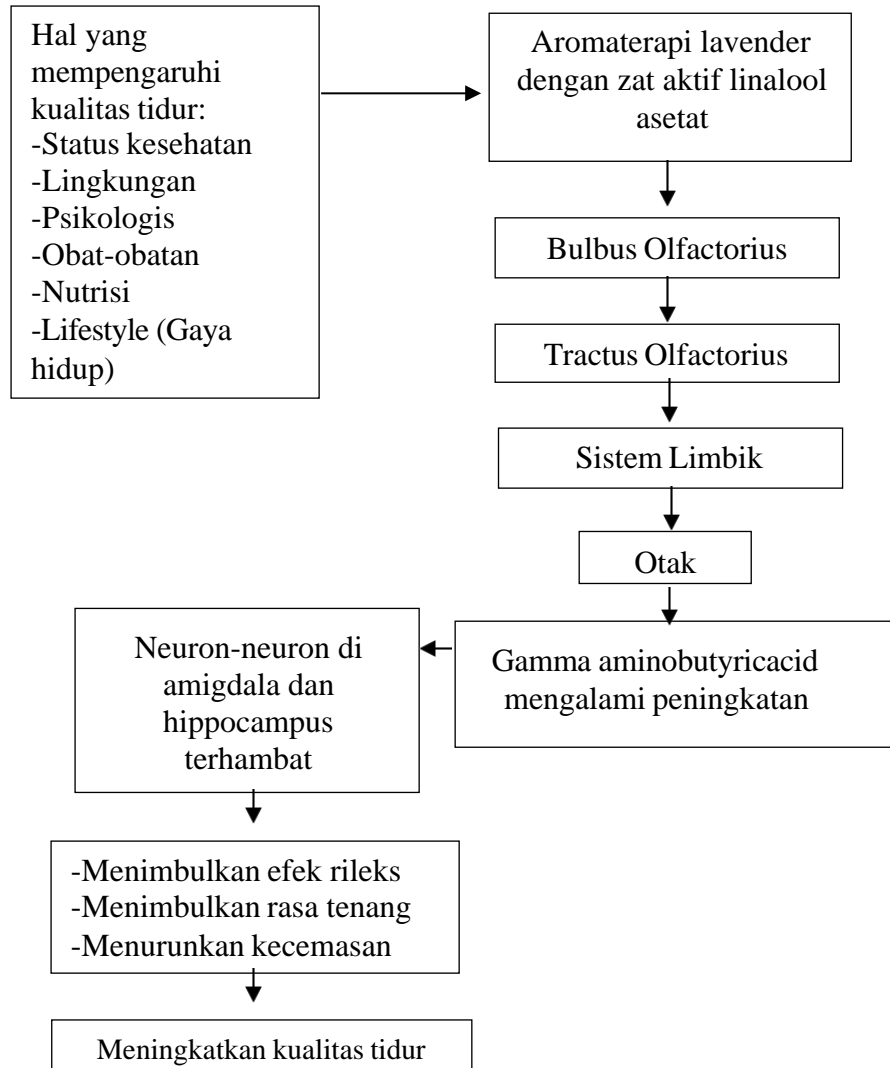 Hal yang
mempengaruhi
kualitas tidur:
-Status kesehatan
-Lingkungan
-Psikologis
-Obat-obatan
-Nutrisi
-Lifestyle (Gaya
hidup)
Aromaterapi lavender
dengan zat aktif linalool
asetat
Bulbus Olfactorius
Tractus Olfactorius
Sistem Limbik
Otak
Gamma aminobutyricacid
mengalami peningkatan
Neuron-neuron di
amigdala dan
hippocampus
terhambat
-Menimbulkan efek rileks
-Menimbulkan rasa tenang
-Menurunkan kecemasan
Meningkatkan kualitas tidur